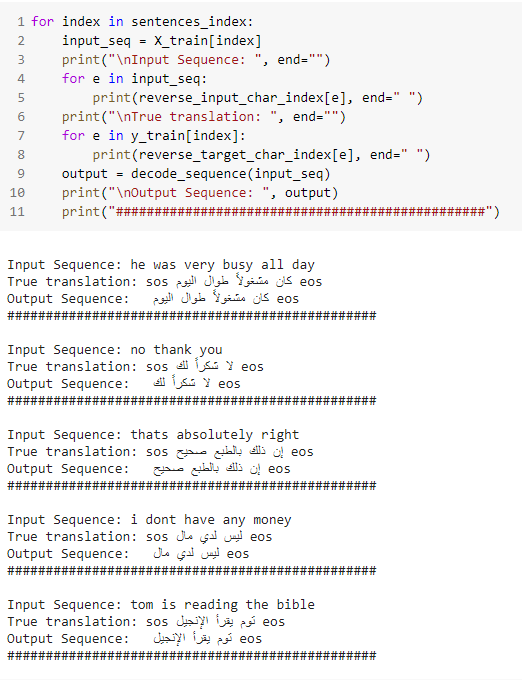 1 for index in sentences_index:
2     input_seq = X_train[index]
3     print("\nInput Sequence: ", end="")
4     for e in input_seq:
5         print(reverse_input_char_index[e], end=" ")
6     print("\nTrue translation: ", end="")
7     for e in y_train[index]:
8         print(reverse_target_char_index[e], end=" ")
9     output = decode_sequence(input_seq)
10     print("\nOutput Sequence: ", output)
11     print("################################################")
Input Sequence: he was very busy all day
True translation: sos كان مشغولاً طوال اليوم eos
Output Sequence:   كان مشغولاً طوال اليوم eos
################################################
Input Sequence: no thank you
True translation: sos لا شكراً لك eos
Output Sequence:   لا شكراً لك eos
################################################
Input Sequence: thats absolutely right
True translation: sos إن ذلك بالطبع صحيح eos
Output Sequence:   إن ذلك بالطبع صحيح eos
################################################
Input Sequence: i dont have any money
True translation: sos ليس لدي مال eos
Output Sequence:   ليس لدي مال eos
################################################
Input Sequence: tom is reading the bible
True translation: sos توم يقرأ الإنجيل eos
Output Sequence:   توم يقرأ الإنجيل eos
################################################